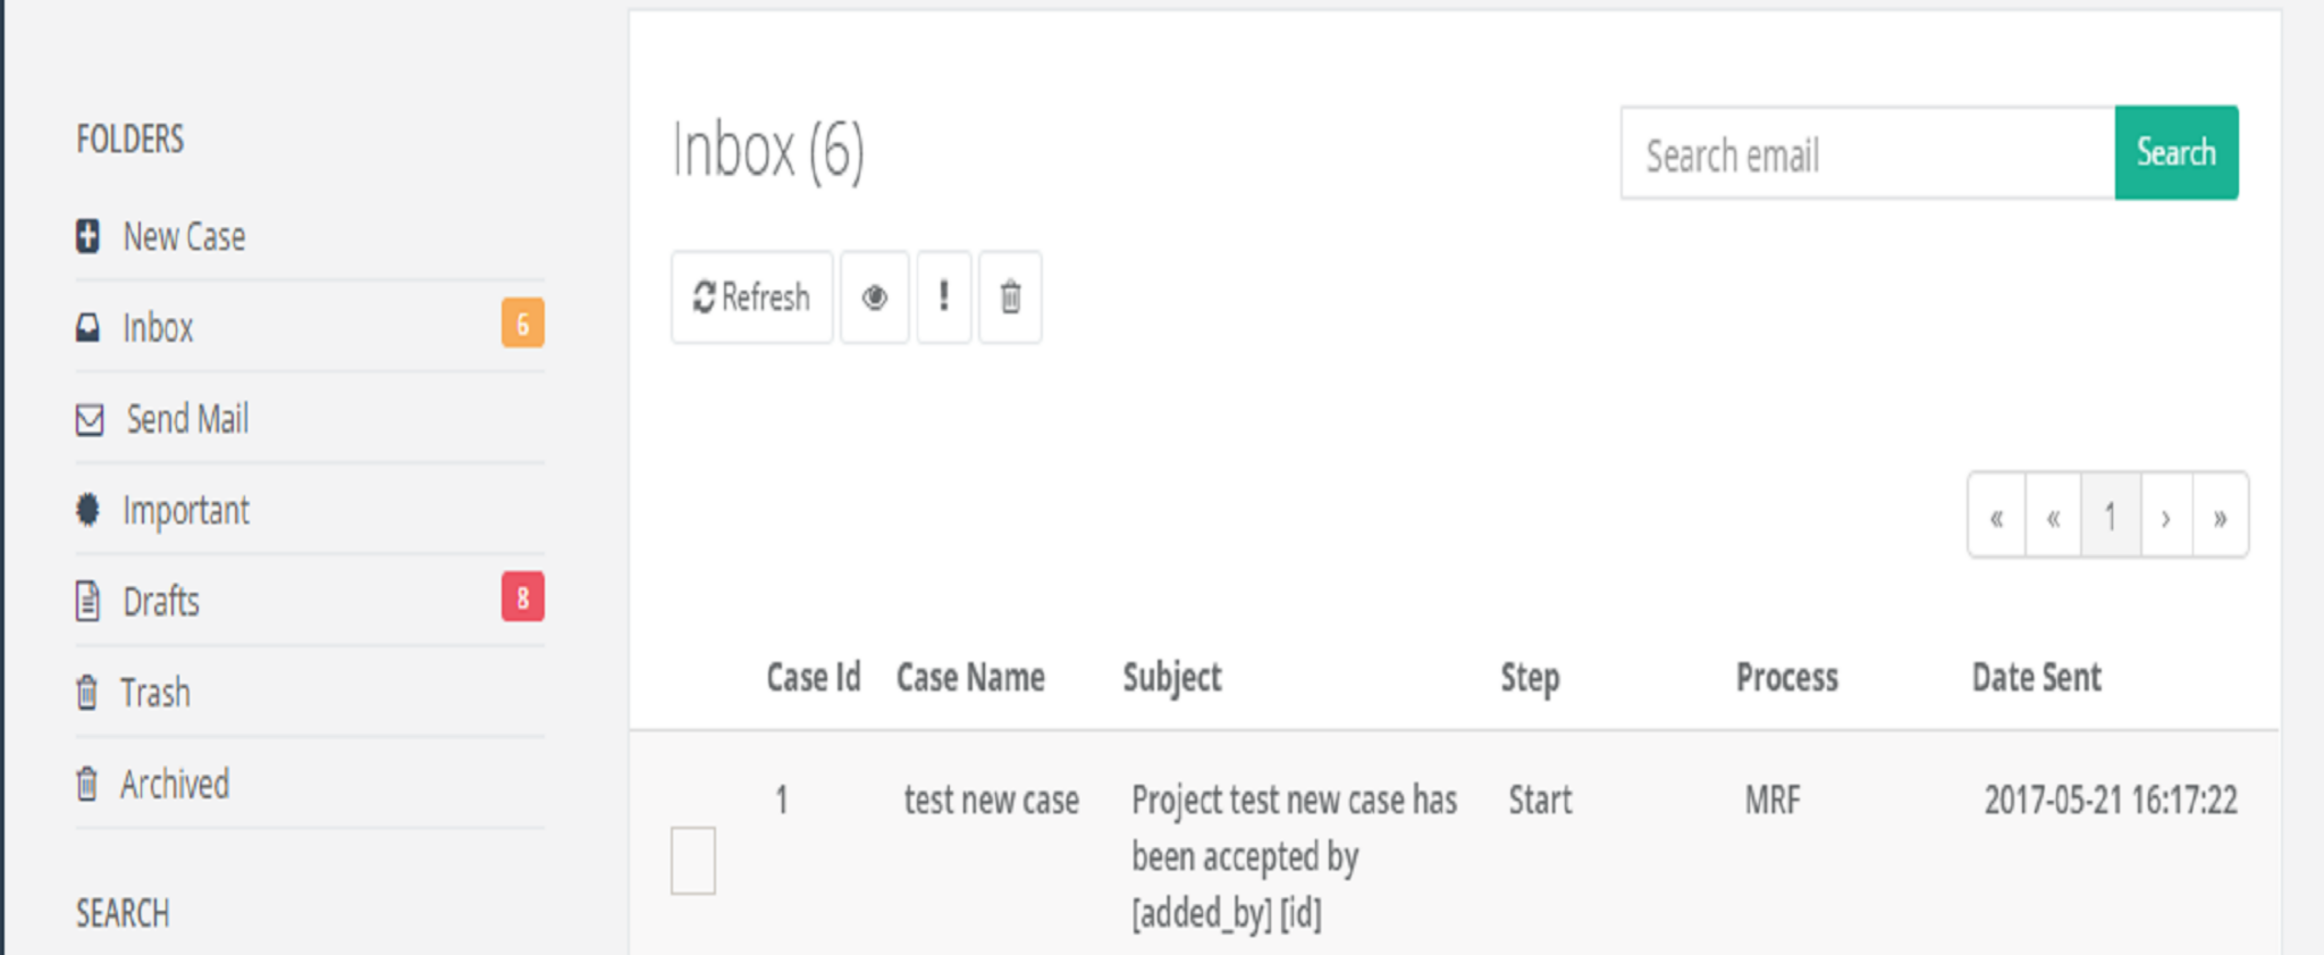 FOLDERS
New Case
Inbox 6
Send Mail
Important
Drafts 8
Trash
Archived
SEARCH
Inbox (6)
Search email Search
Refresh !
« « 1 › »
Case Id Case Name Subject Step Process Date Sent
1 test new case Project test new case has Start MRF 2017-05-21 16:17:22
been accepted by
[added_by] [id]